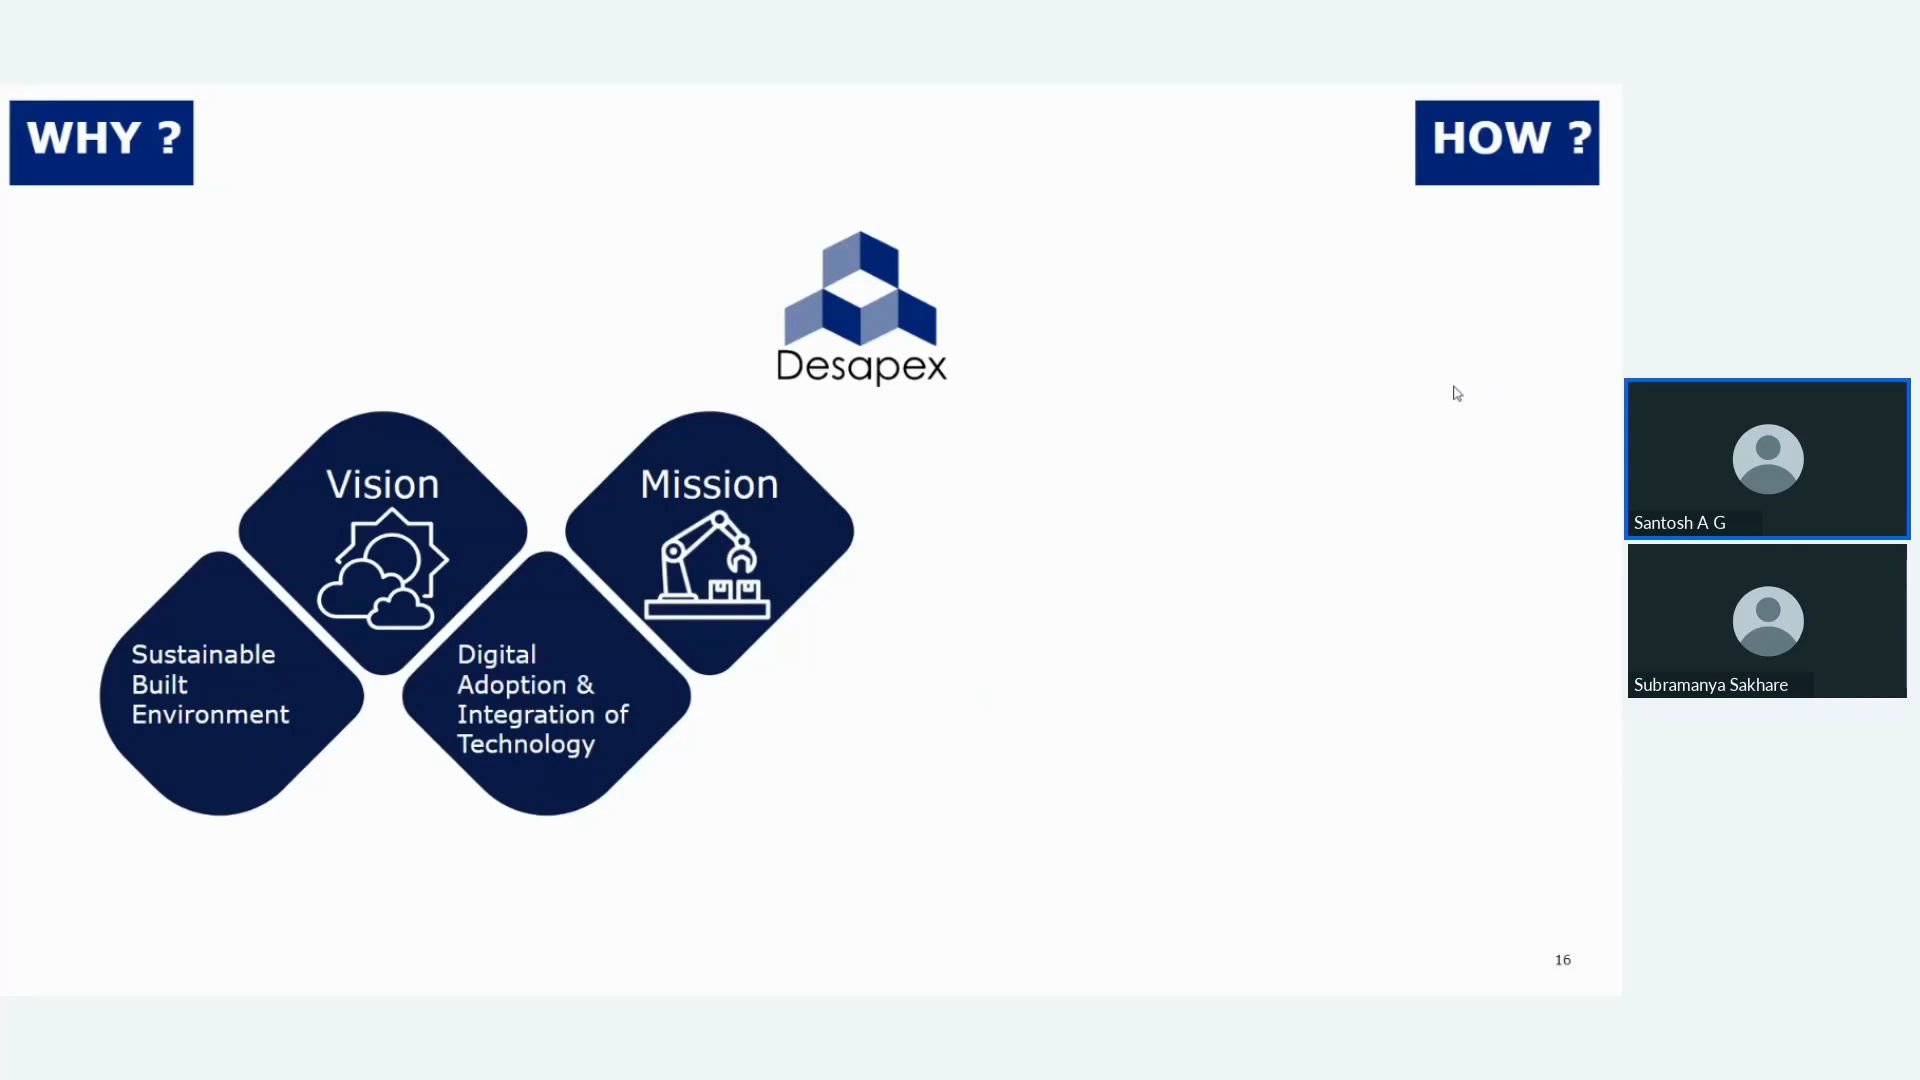 WHY ?
HOW ?
Desapex
Vision
Mission
Sustainable
Built
Environment
Digital
Adoption &
Integration of
Technology
Santosh A G
Subramanya Sakhare
16